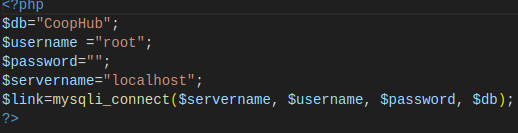 <?php
$db="CoopHub";
$username ="root";
$password="";
$servername="localhost";
$link=mysqli_connect($servername, $username, $password, $db);
?>